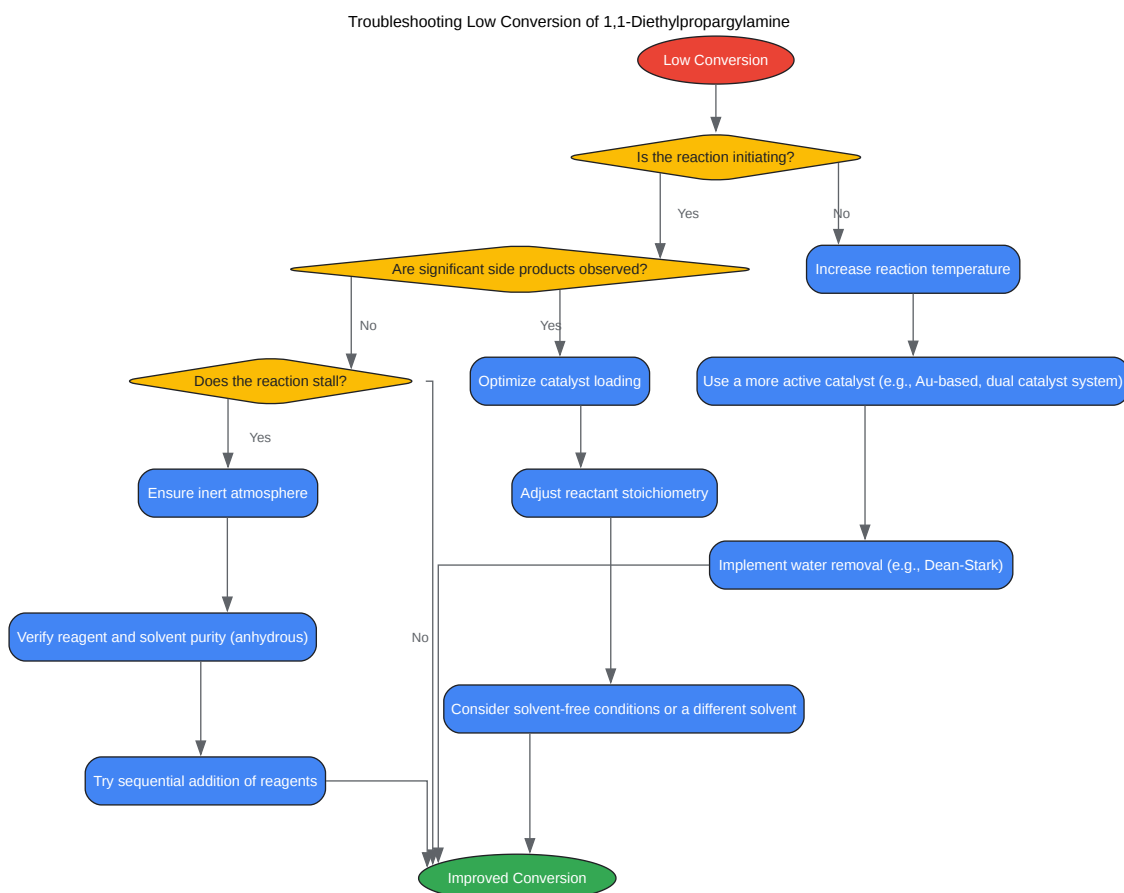 Troubleshooting Low Conversion of 1,1-Diethylpropargylamine
Low Conversion
Is the reaction initiating?
Yes
No
Are significant side products observed?
Increase reaction temperature
No
Yes
Does the reaction stall?
Optimize catalyst loading
Use a more active catalyst (e.g., Au-based, dual catalyst system)
Yes
Ensure inert atmosphere
Adjust reactant stoichiometry
Implement water removal (e.g., Dean-Stark)
Verify reagent and solvent purity (anhydrous)
No
Consider solvent-free conditions or a different solvent
Try sequential addition of reagents
Improved Conversion